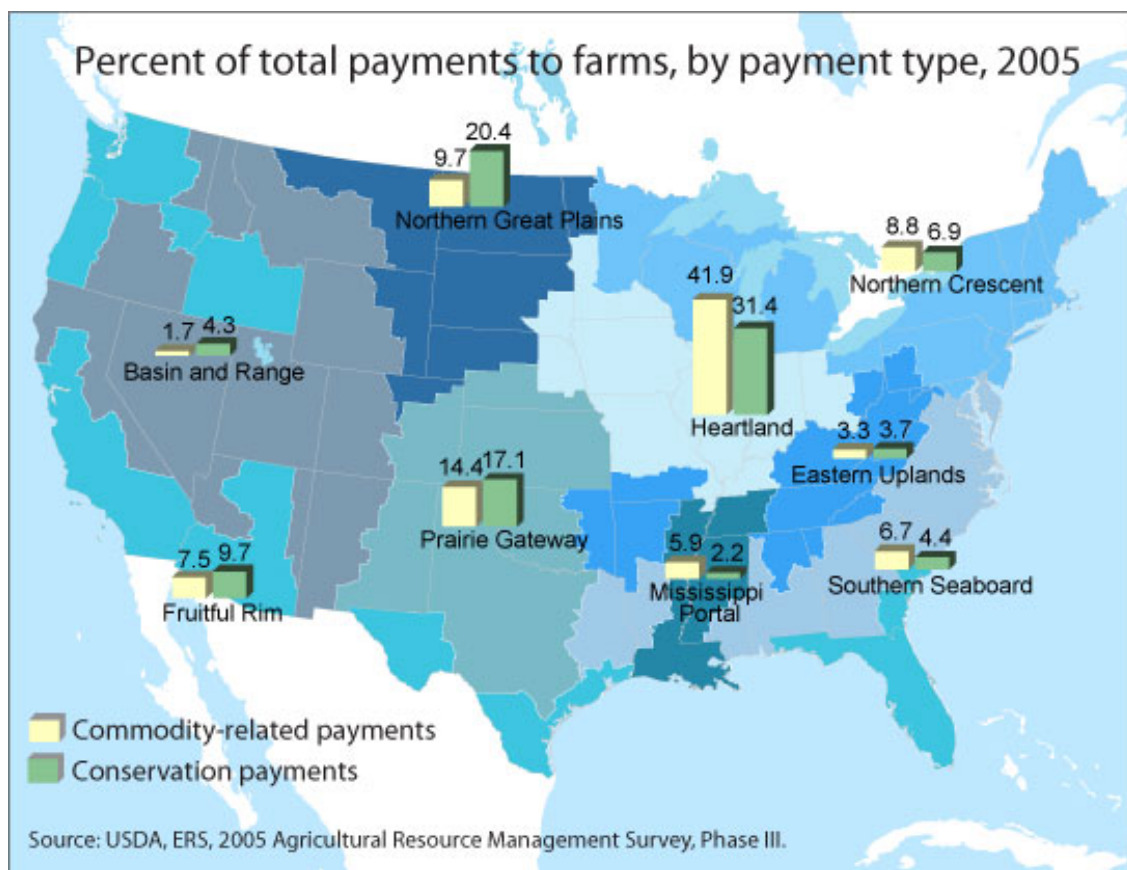 Percent of total payments to farms, by payment type, 2005
20.4
9.7
Northern Great Plains
8.8 6.9
Northern Crescent
41.9
31.4
Heartland
1.7 4.3
Basin and Range
3.3 3.7
Eastern Uplands
14.4 17.1
Prairie Gateway
5.9 2.2
Mississippi
Portal
6.7 4.4
Southern Seaboard
7.5 9.7
Fruitful Rim
Commodity-related payments
Conservation payments
Source: USDA, ERS, 2005 Agricultural Resource Management Survey, Phase III.